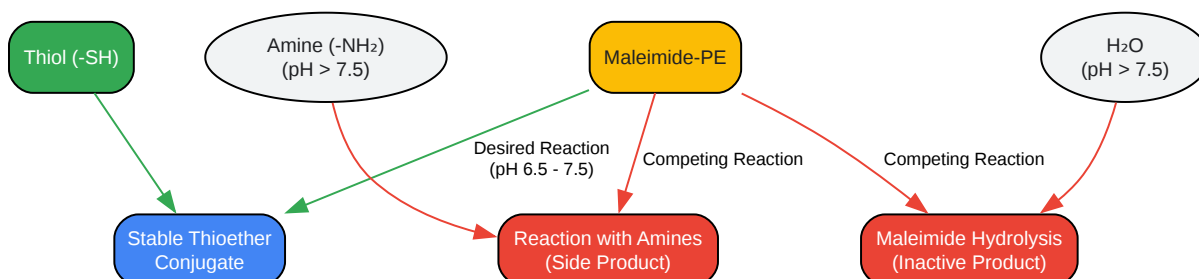 Thiol (-SH)
Amine (-NH₂)
(pH > 7.5)
Maleimide-PE
H₂O
(pH > 7.5)
Desired Reaction
(pH 6.5 - 7.5)
Competing Reaction
Competing Reaction
Stable Thioether
Conjugate
Reaction with Amines
(Side Product)
Maleimide Hydrolysis
(Inactive Product)